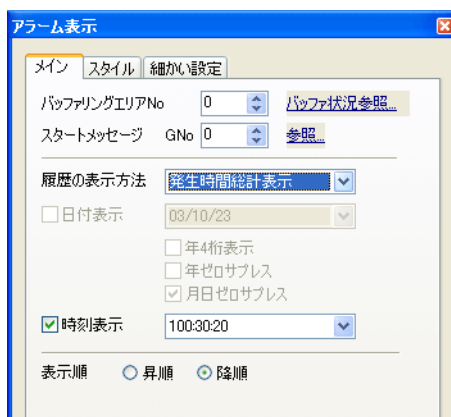 アラーム表示
メイン スタイル 細かい設定
バッファリングエリアNo 0 バッファ状況参照...
スタートメッセージ GNo 0 参照...
履歴の表示方法 発生時間総計表示
日付表示 03/10/23
年4桁表示
年ゼロサプレス
月日ゼロサプレス
時刻表示 100:30:20
表示順 昇順 降順